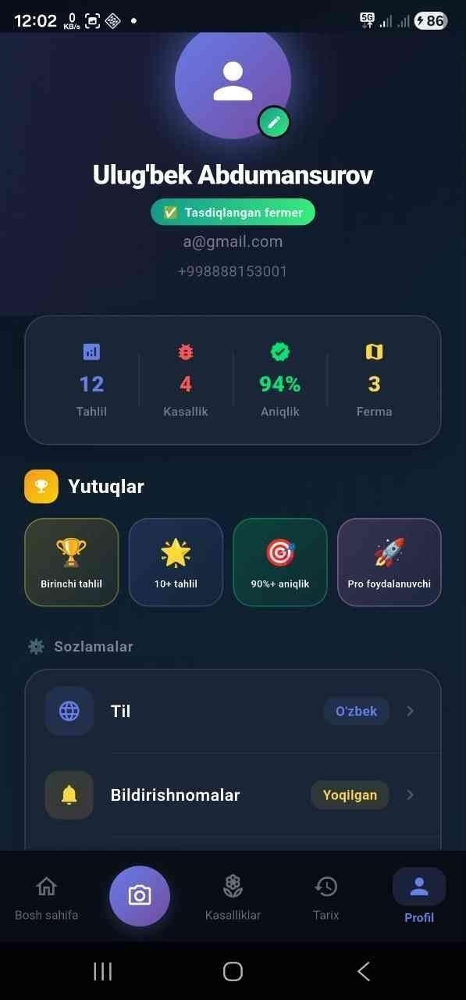 12:02 0 KB/s 5G 86
Ulug'bek Abdumansurov
✅ Tasdiqlangan fermer
a@gmail.com
+998888153001
12 4 94% 3
Tahlil Kasallik Aniqlik Ferma
Yutuqlar
Birinchi tahlil 10+ tahlil 90%+ aniqlik Pro foydalanuvchi
Sozlamalar
Til O'zbek
Bildirishnomalar Yoqilgan
Bosh sahifa Kasalliklar Tarix Profil